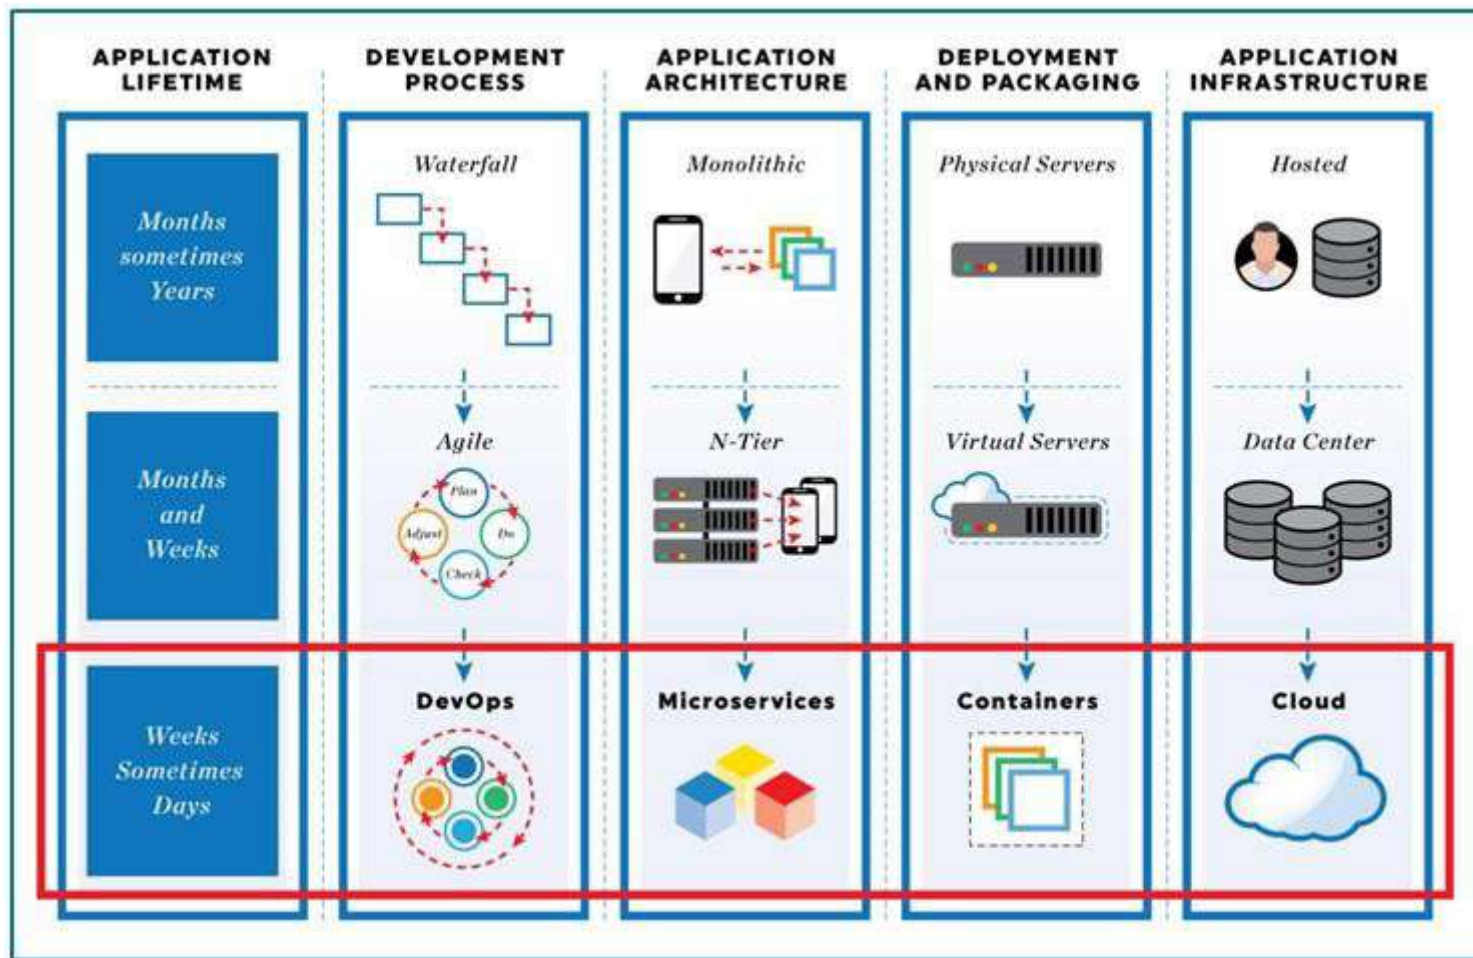 APPLICATION
LIFETIME
DEVELOPMENT
PROCESS
APPLICATION
ARCHITECTURE
DEPLOYMENT
AND PACKAGING
APPLICATION
INFRASTRUCTURE
Months
sometimes
Years
Waterfall
Monolithic
Physical Servers
Hosted
Months
and
Weeks
Agile
Plan
Adjust
Do
Check
N-Tier
Virtual Servers
Data Center
Weeks
Sometimes
Days
DevOps
Microservices
Containers
Cloud